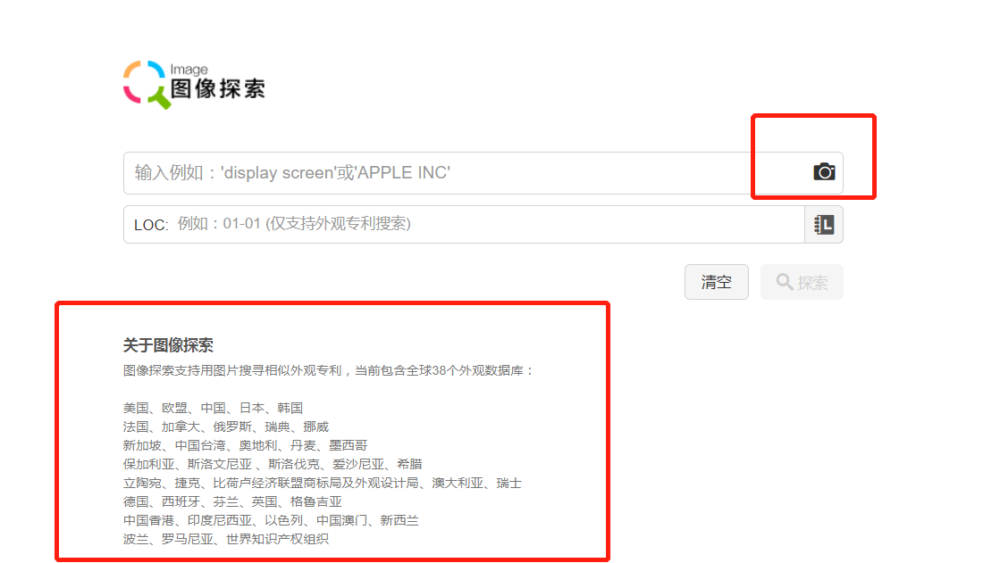 Image
图像探索
输入例如：'display screen'或'APPLE INC'
LOC: 例如：01-01 (仅支持外观专利搜索)
L
清空 探索
关于图像探索
图像探索支持用图片搜寻相似外观专利，当前包含全球38个外观数据库：
美国、欧盟、中国、日本、韩国
法国、加拿大、俄罗斯、瑞典、挪威
新加坡、中国台湾、奥地利、丹麦、墨西哥
保加利亚、斯洛文尼亚 、斯洛伐克、爱沙尼亚、希腊
立陶宛、捷克、比荷卢经济联盟商标局及外观设计局、澳大利亚、瑞士
德国、西班牙、芬兰、英国、格鲁吉亚
中国香港、印度尼西亚、以色列、中国澳门、新西兰
波兰、罗马尼亚、世界知识产权组织